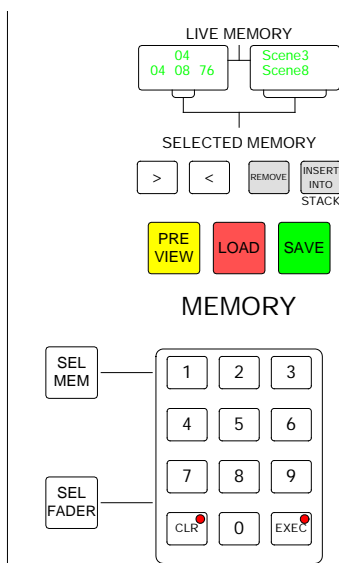 LIVE MEMORY
04
04 08 76
Scene3
Scene8
SELECTED MEMORY
>
<
REMOVE
INSERT
INTO
STACK
PRE
VIEW
LOAD
SAVE
MEMORY
SEL
MEM
1 2 3
4 5 6
7 8 9
SEL
FADER
CLR 0 EXEC